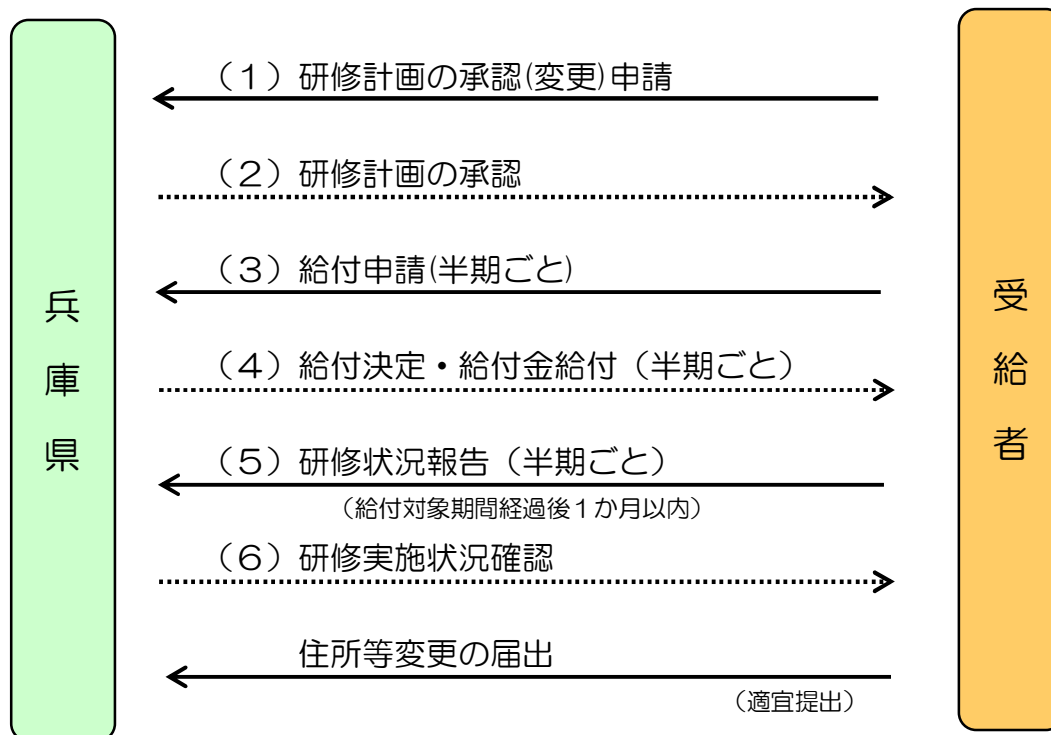 （１）研修計画の承認(変更)申請
（２）研修計画の承認
（３）給付申請(半期ごと)
兵庫県
受給者
（４）給付決定・給付金給付（半期ごと）
（５）研修状況報告（半期ごと）
（給付対象期間経過後１か月以内）
（６）研修実施状況確認
住所等変更の届出
（適宜提出）